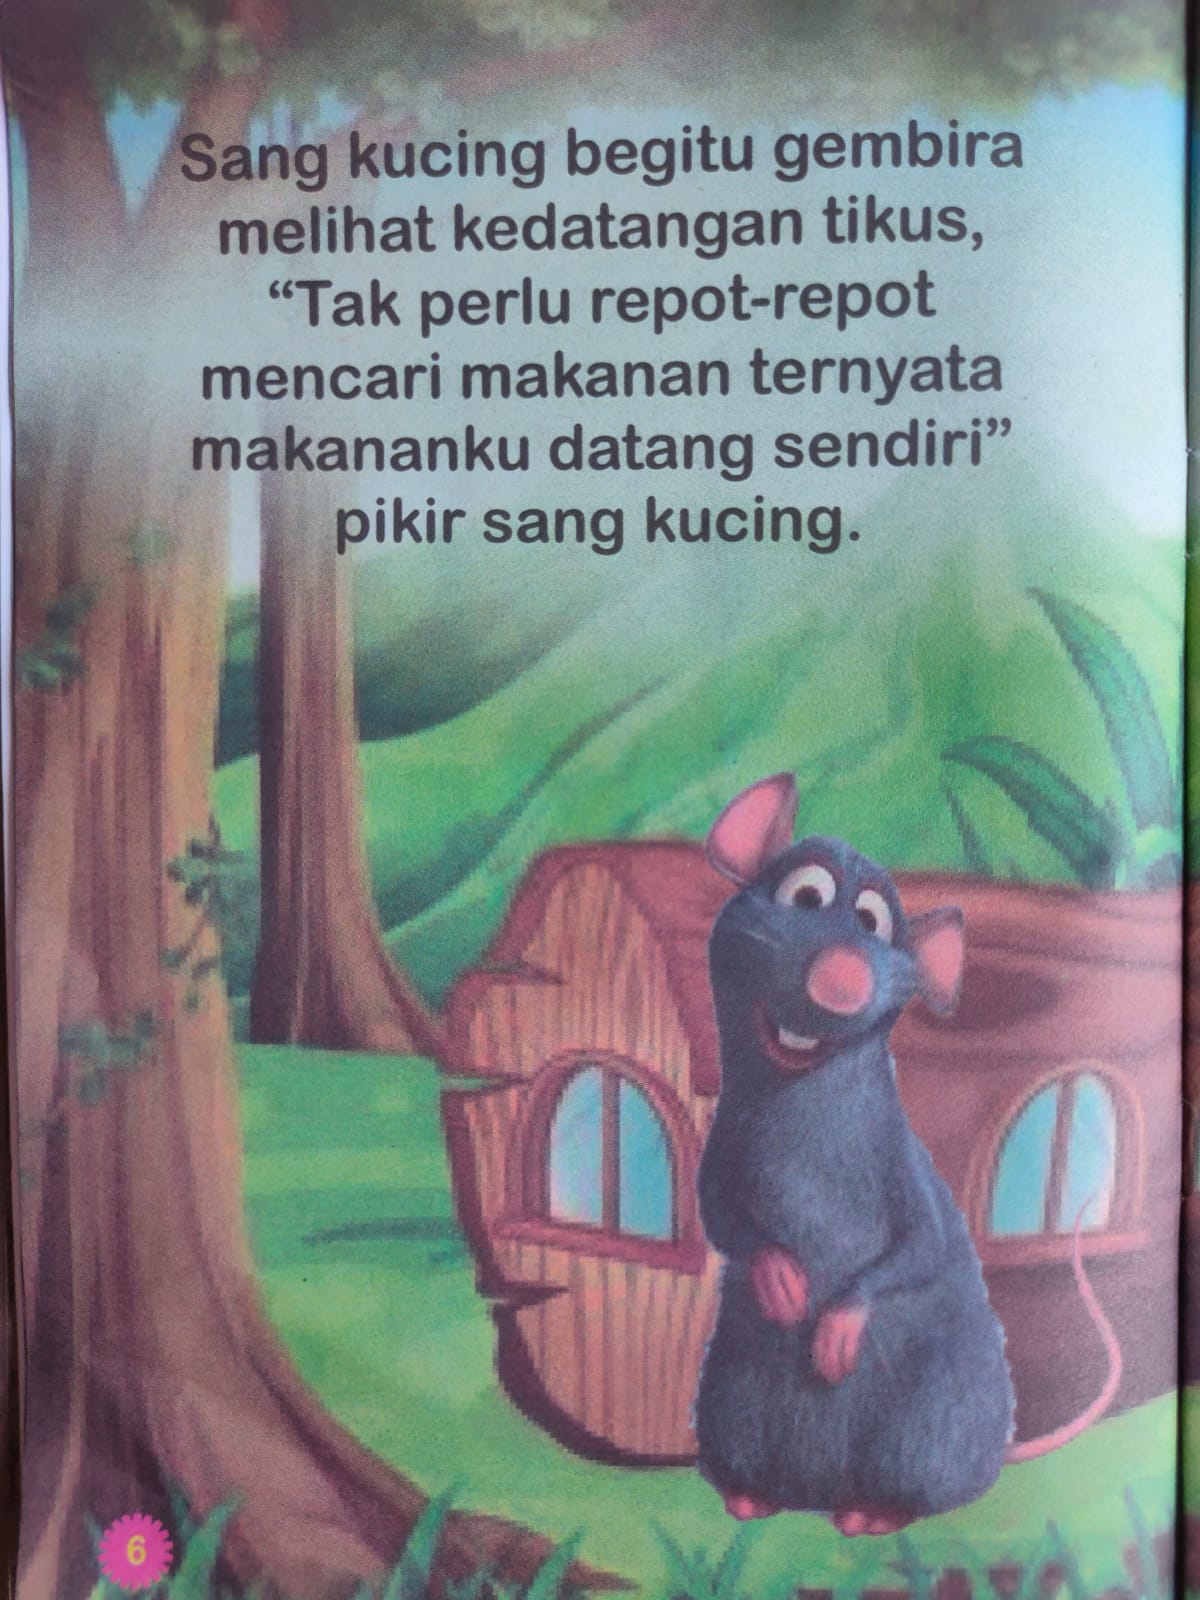 Sang kucing begitu gembira
melihat kedatangan tikus,
“Tak perlu repot-repot
mencari makanan ternyata
makananku datang sendiri”
pikir sang kucing.
6